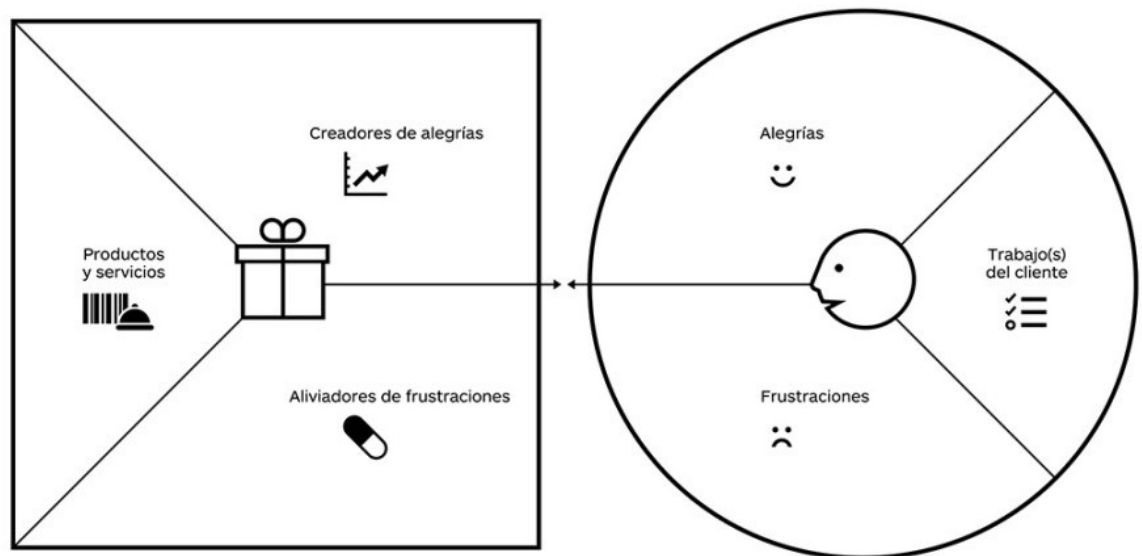 Creadores de alegrías
Productos
y servicios
Aliviadores de frustraciones
Alegrías
Trabajo(s)
del cliente
Frustraciones